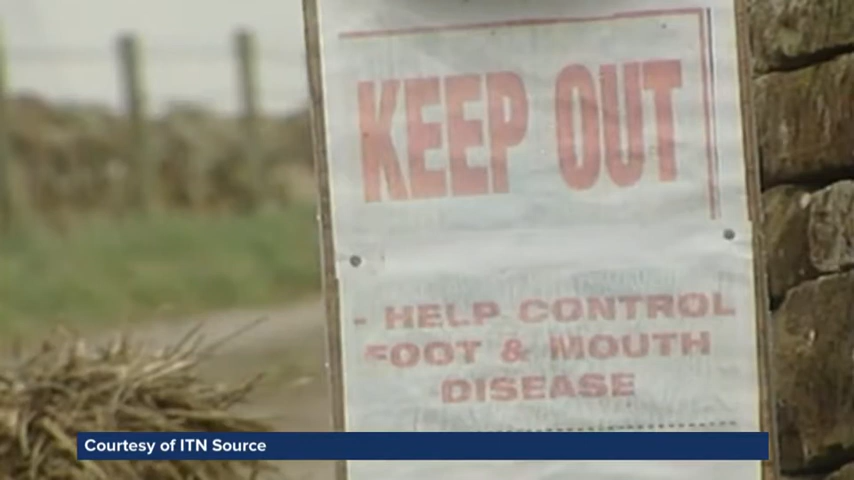 KEEP OUT
- HELP CONTROL
FOOT & MOUTH
DISEASE
Courtesy of ITN Source